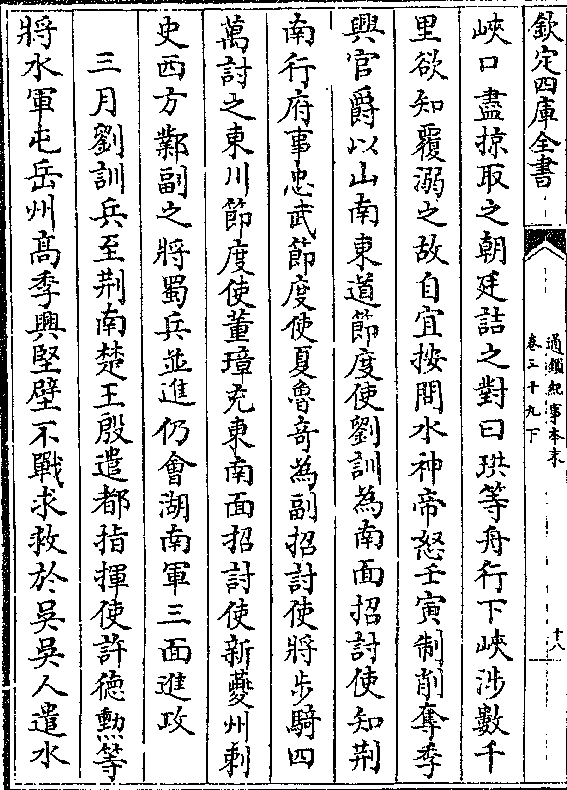 欽定四庫全書
通鑑紀事本末
卷三十九下
十八
峽口盡掠取之朝廷詰之對曰珙等舟行下峽涉數千
里欲知覆溺之故自宜按問水神帝怒壬寅制削奪季
興官爵以山南東道節度使劉訓為南面招討使知荆
南行府事忠武節度使夏魯竒為副招討使將步騎四
萬討之東川節度使董璋充東南面招討使新夔州刺
史西方鄴副之將蜀兵並進仍會湖南軍三面進攻
三月劉訓兵至荆南楚王殷遣都指揮使許德勲等
將水軍屯岳州髙季興堅壁不戰求救於吳吳人遣水